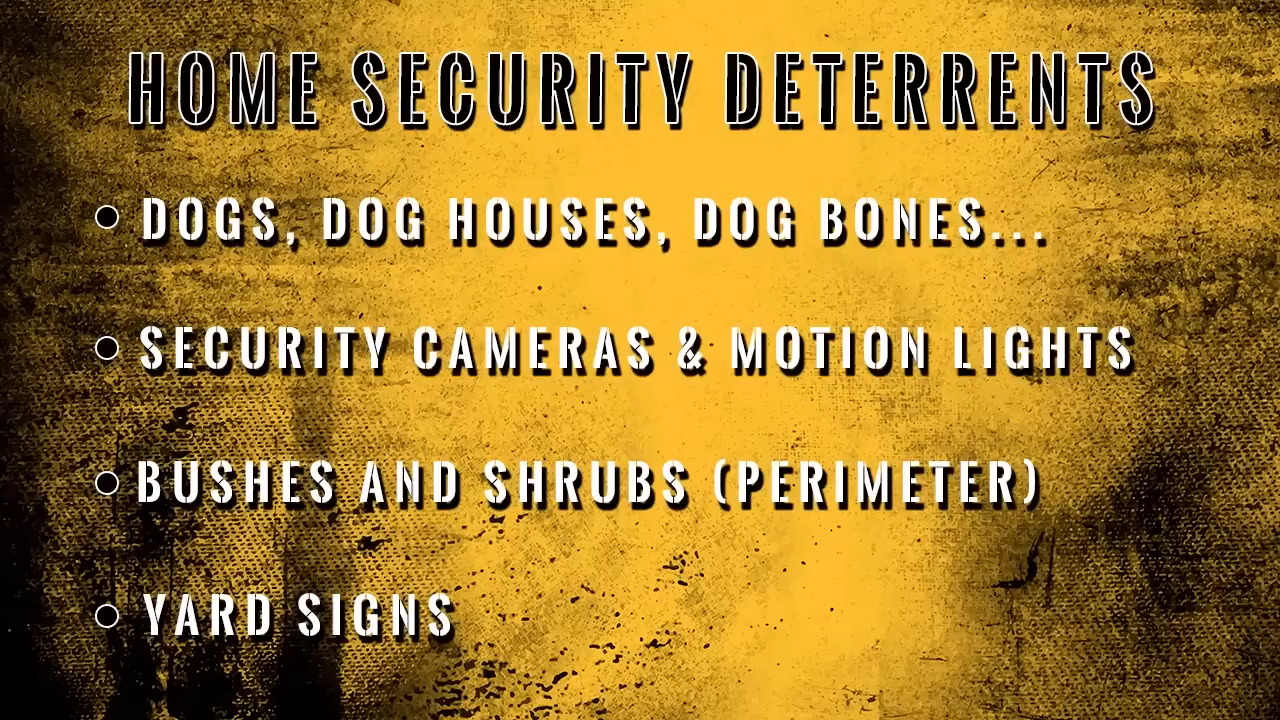 HOME SECURITY DETERRENTS
DOGS, DOG HOUSES, DOG BONES...
SECURITY CAMERAS & MOTION LIGHTS
BUSHES AND SHRUBS (PERIMETER)
YARD SIGNS